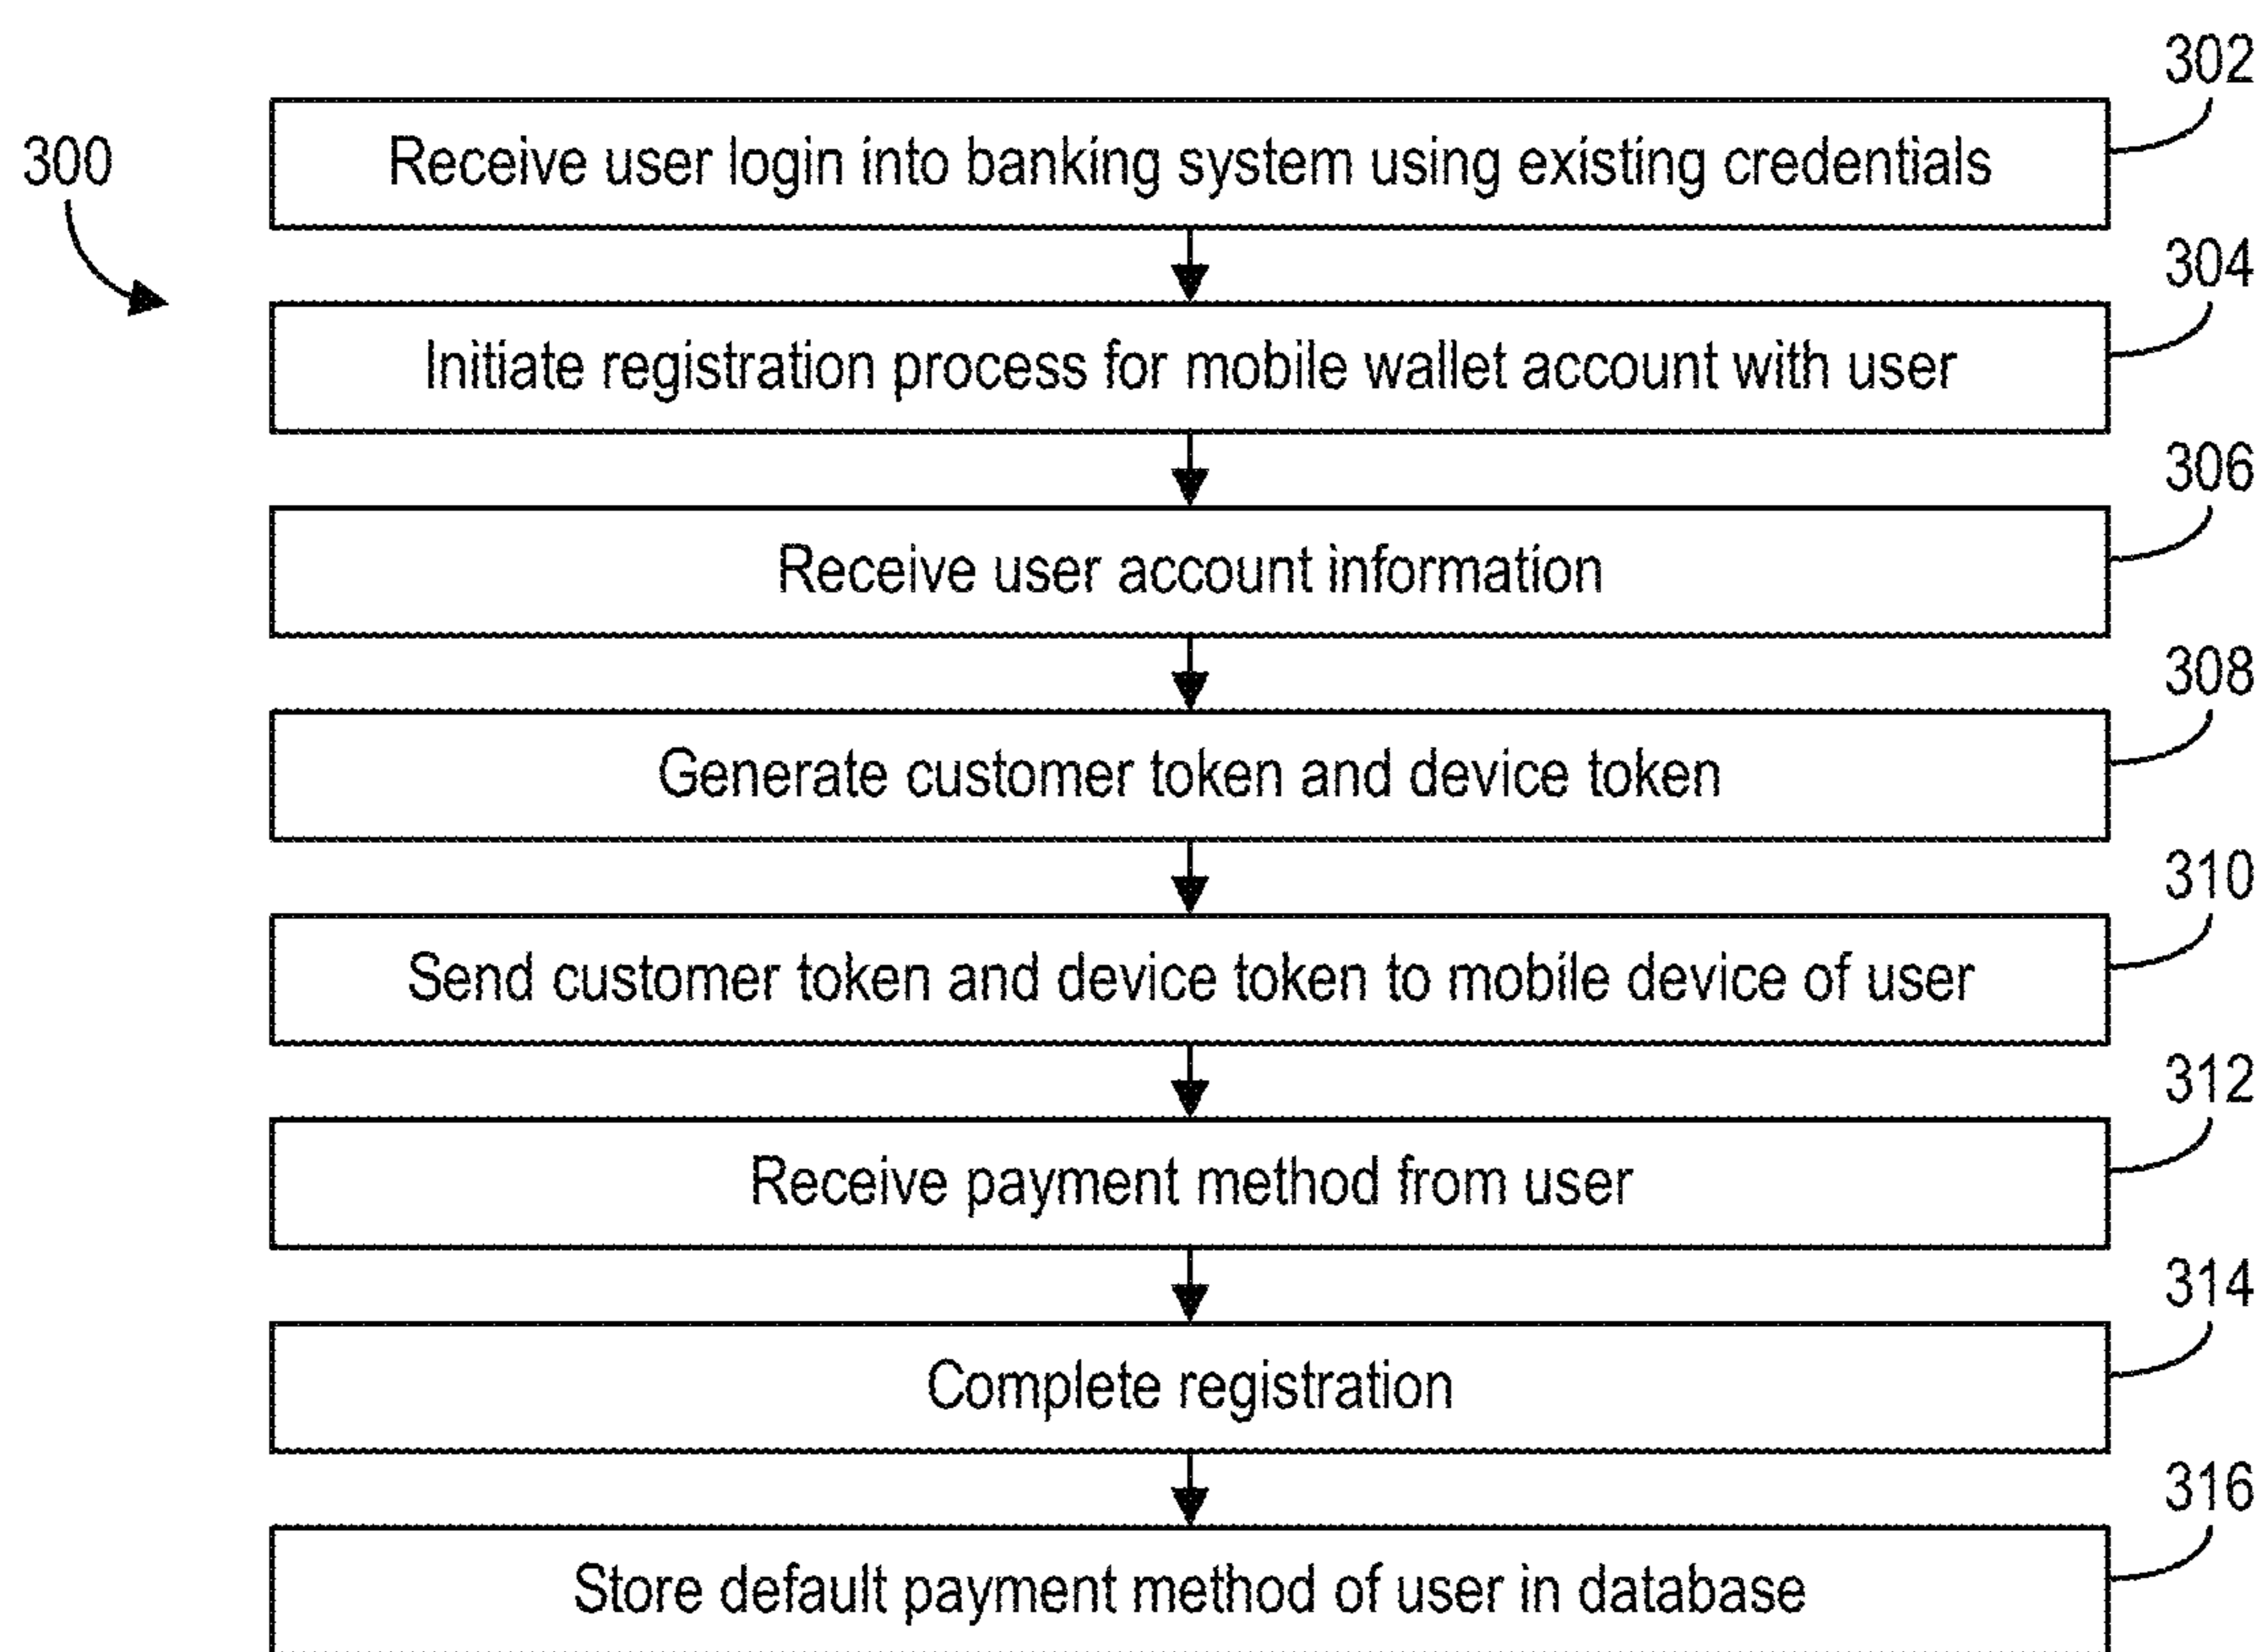 302
Receive user login into banking system using existing credentials
300
304
Initiate registration process for mobile wallet account with user
306
Receive user account information
308
Generate customer token and device token
310
Send customer token and device token to mobile device of user
312
Receive payment method from user
314
Complete registration
316
Store default payment method of user in database